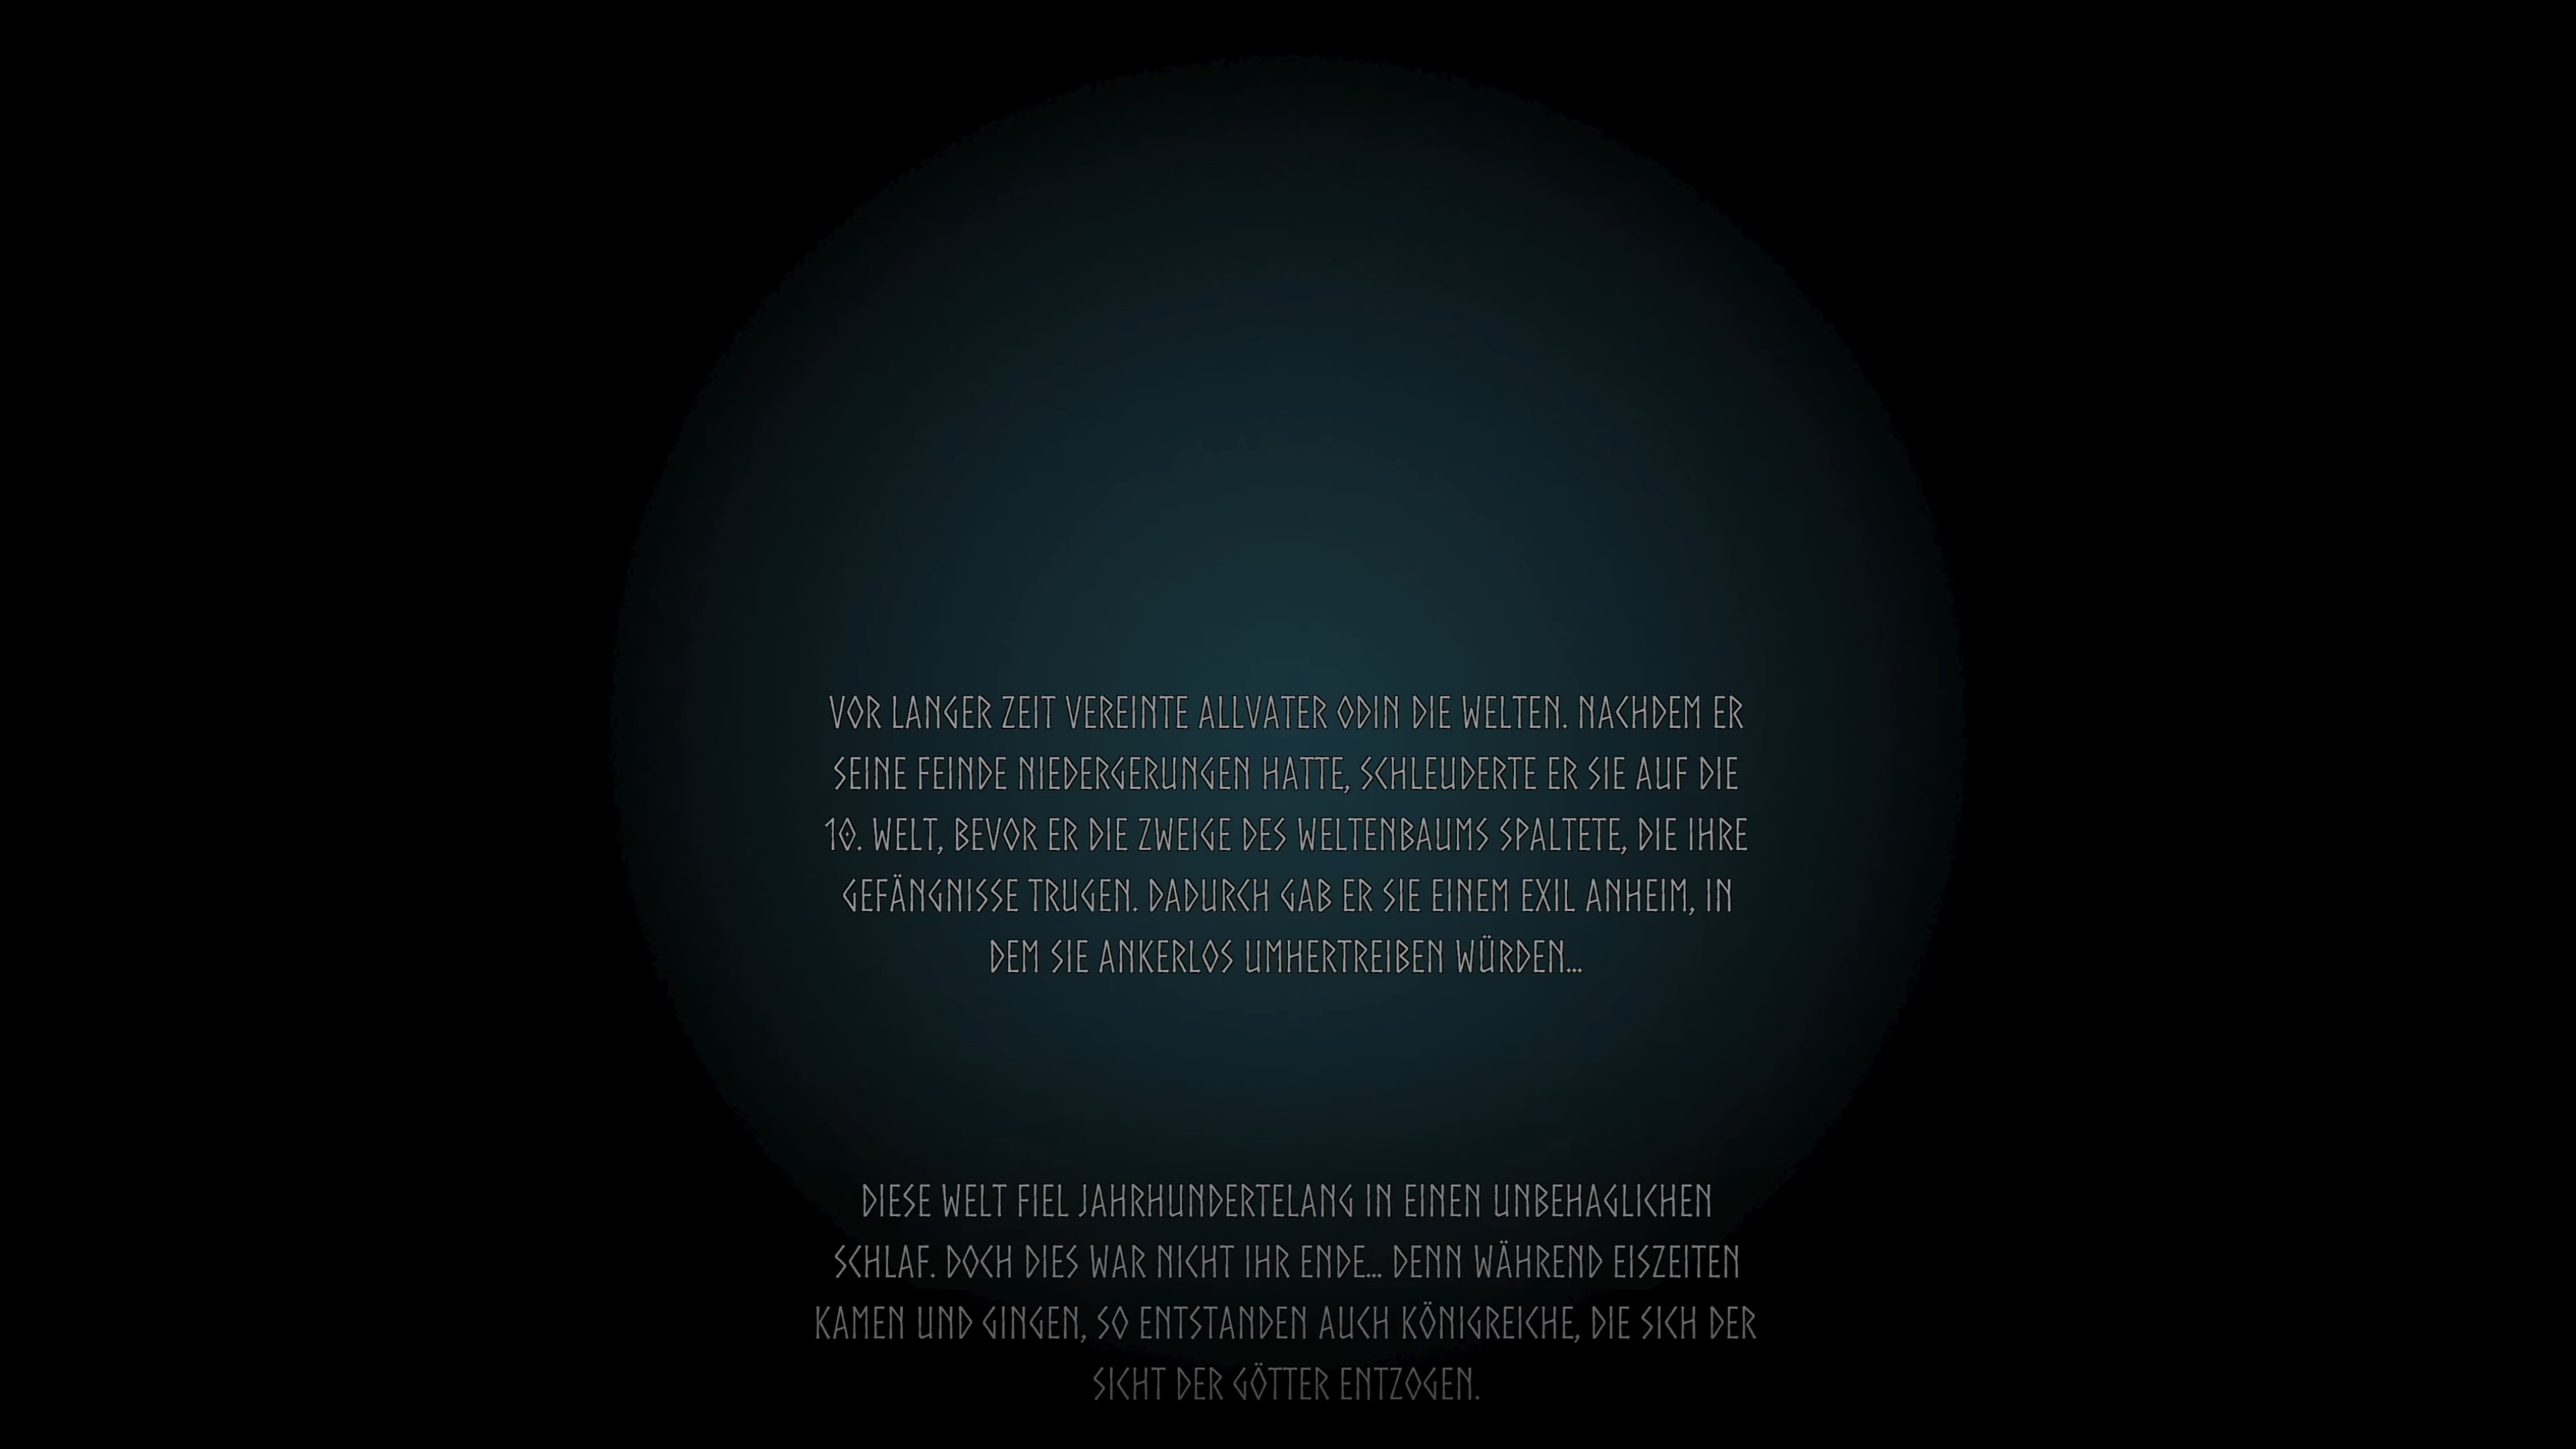 VOR LANGER ZEIT VEREINTE ALLVATER ODIN DIE WELTEN. NACHDEM ER
SEINE FEINDE NIEDERGERUNGEN HATTE, SCHLEUDERTE ER SIE AUF DIE
10. WELT, BEVOR ER DIE ZWEIGE DES WELTENBAUMS SPALTETE, DIE IHRE
GEFÄNGNISSE TRUGEN. DADURCH GAB ER SIE EINEM EXIL ANHEIM, IN
DEM SIE ANKERLOS UMHERTREIBEN WÜRDEN...
DIESE WELT FIEL JAHRHUNDERTELANG IN EINEN UNBEHAGLICHEN
SCHLAF. DOCH DIES WAR NICHT IHR ENDE... DENN WÄHREND EISZEITEN
KAMEN UND GINGEN, SO ENTSTANDEN AUCH KÖNIGREICHE, DIE SICH DER
SICHT DER GÖTTER ENTZOGEN.